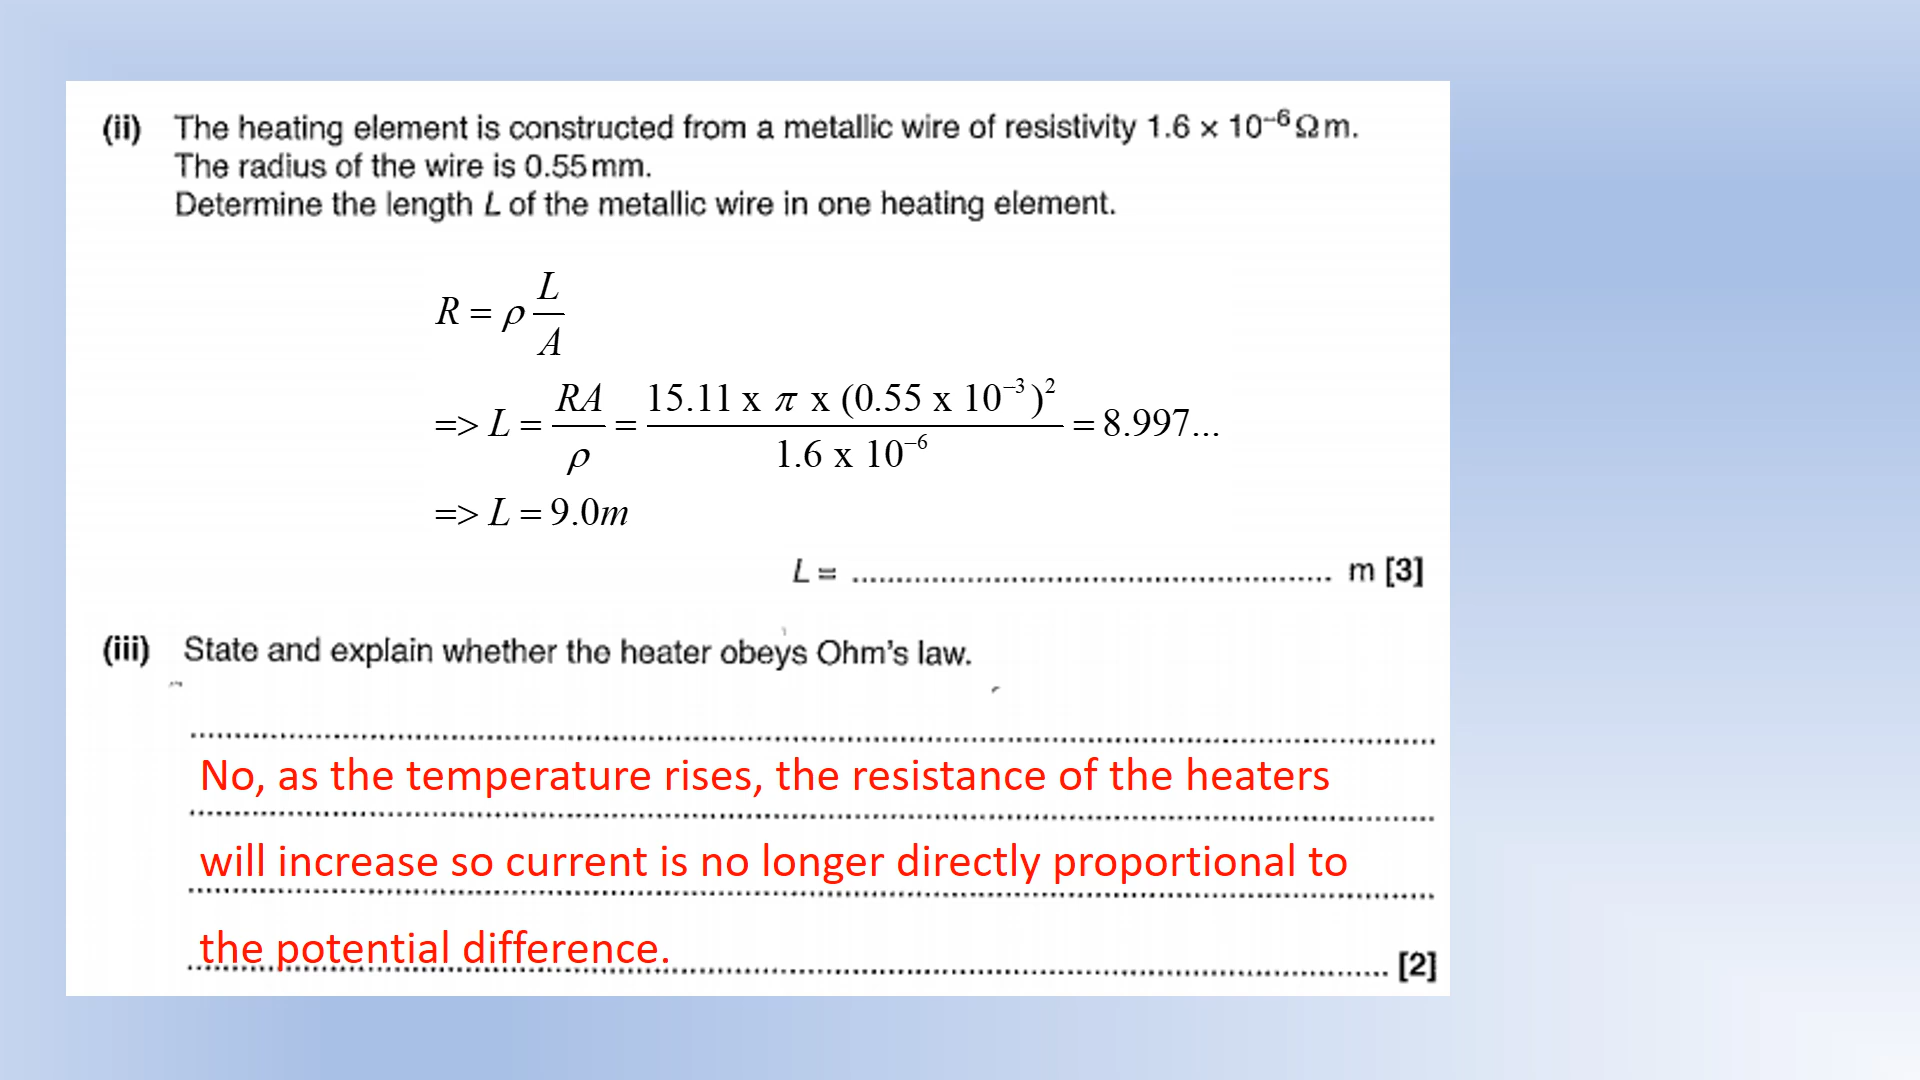 (ii) The heating element is constructed from a metallic wire of resistivity 1.6 × 10⁻⁶ Ω m.
The radius of the wire is 0.55 mm.
Determine the length L of the metallic wire in one heating element.
R = ρ L/A
=> L = RA/ρ = 15.11 x π x (0.55 x 10⁻³)²/1.6 x 10⁻⁶ = 8.997...
=> L = 9.0m
L = .................................................. m [3]
(iii) State and explain whether the heater obeys Ohm's law.
No, as the temperature rises, the resistance of the heaters
will increase so current is no longer directly proportional to
the potential difference. [2]